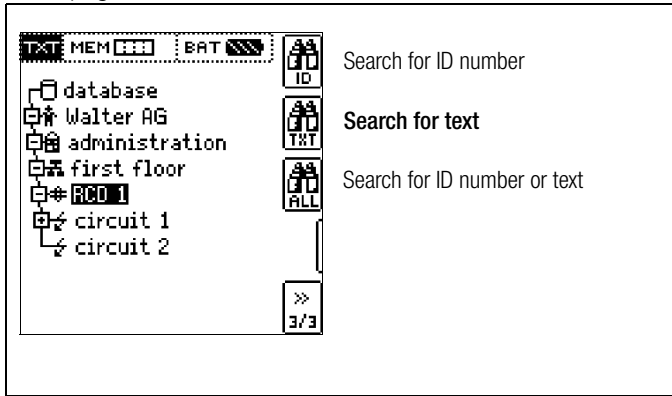 TXT MEM BAT
ID
Search for ID number
database
Walter AG
TXT
Search for text
administration
first floor
ALL
Search for ID number or text
RCD 1
circuit 1
circuit 2
>>
3/3